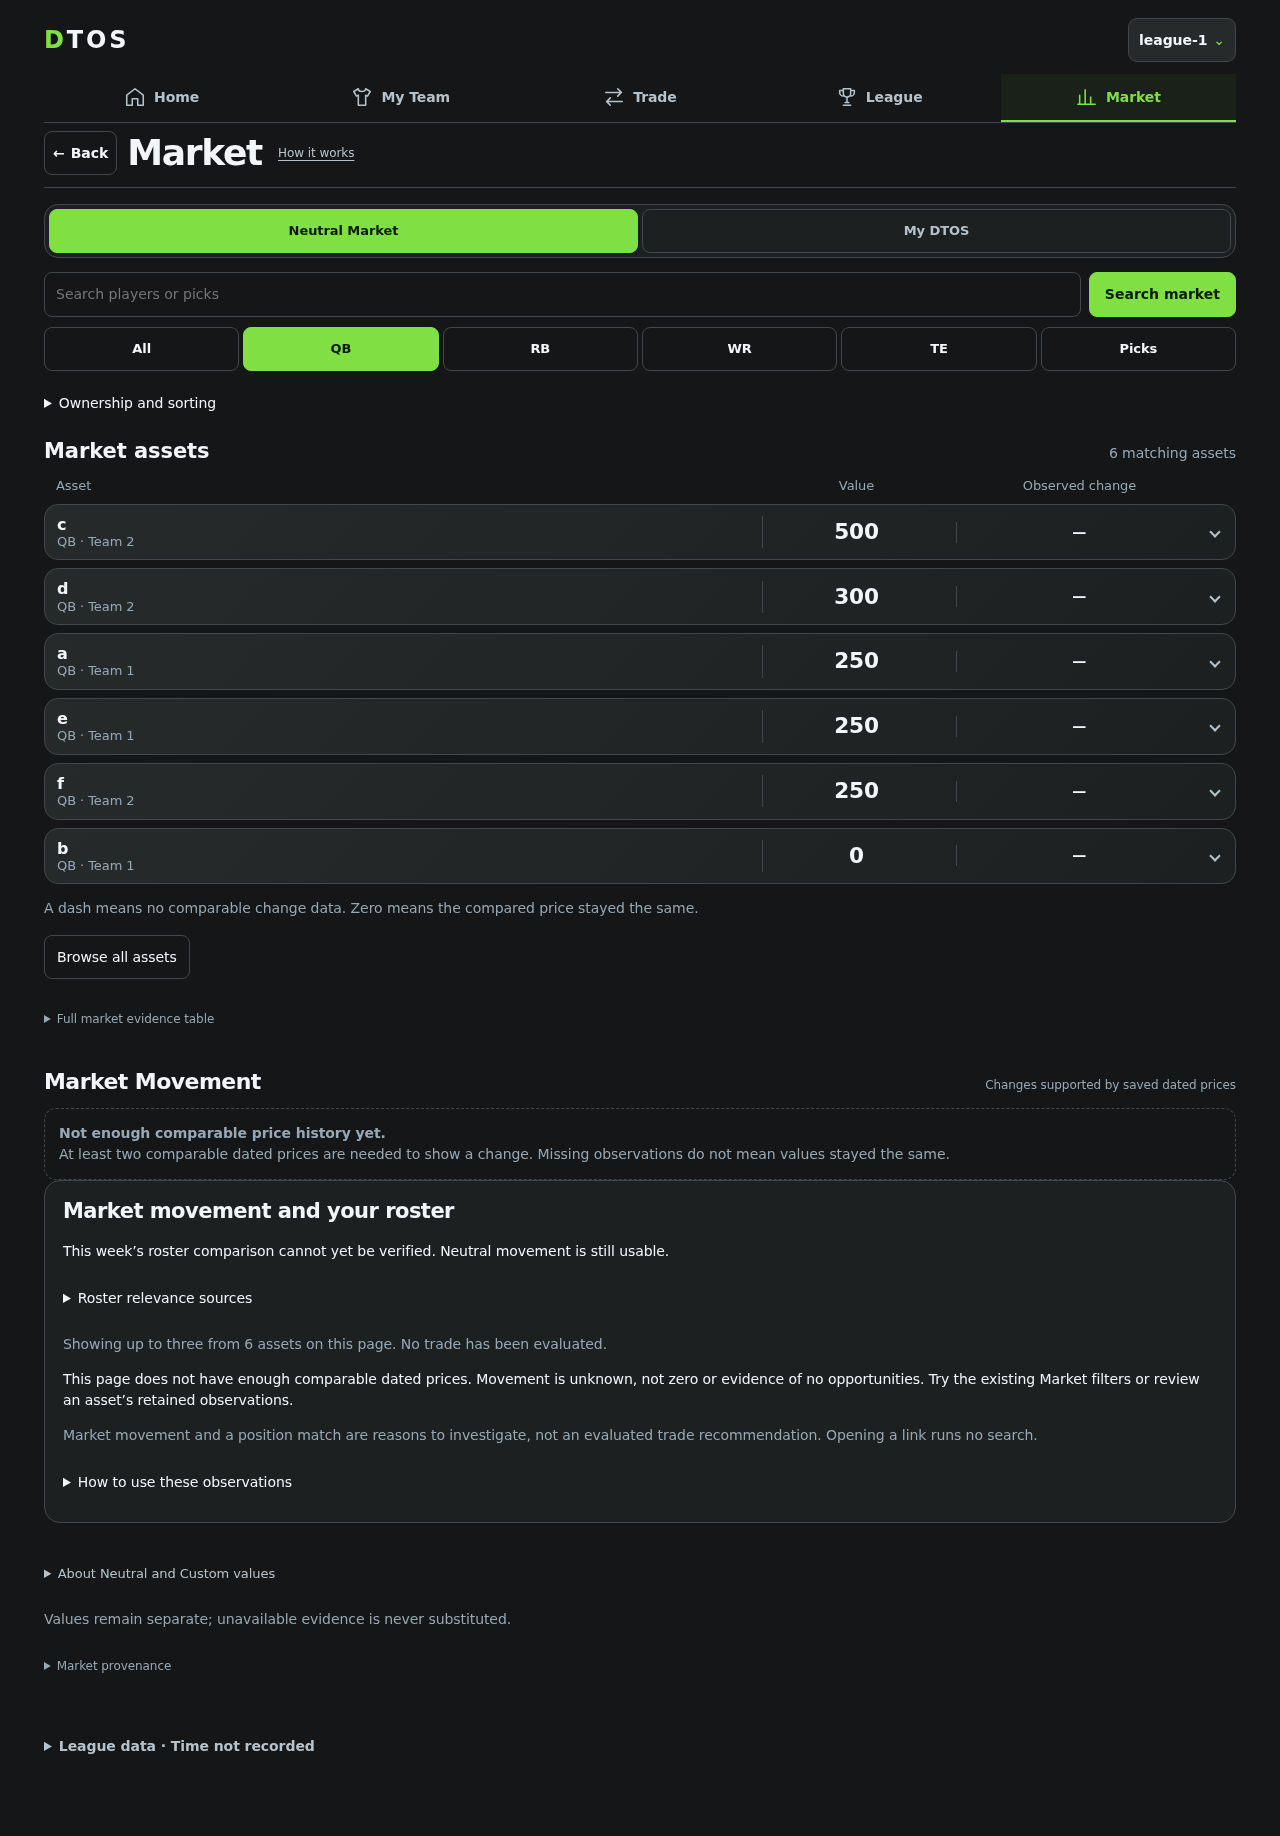 DTOS
league-1
Home
My Team
Trade
League
Market
← Back
Market
How it works
Neutral Market
My DTOS
Search players or picks
Search market
All
QB
RB
WR
TE
Picks
Ownership and sorting
Market assets
6 matching assets
Asset
Value
Observed change
c
QB · Team 2
500
—
d
QB · Team 2
300
—
a
QB · Team 1
250
—
e
QB · Team 1
250
—
f
QB · Team 2
250
—
b
QB · Team 1
0
—
A dash means no comparable change data. Zero means the compared price stayed the same.
Browse all assets
Full market evidence table
Market Movement
Changes supported by saved dated prices
Not enough comparable price history yet.
At least two comparable dated prices are needed to show a change. Missing observations do not mean values stayed the same.
Market movement and your roster
This week’s roster comparison cannot yet be verified. Neutral movement is still usable.
Roster relevance sources
Showing up to three from 6 assets on this page. No trade has been evaluated.
This page does not have enough comparable dated prices. Movement is unknown, not zero or evidence of no opportunities. Try the existing Market filters or review
an asset’s retained observations.
Market movement and a position match are reasons to investigate, not an evaluated trade recommendation. Opening a link runs no search.
How to use these observations
About Neutral and Custom values
Values remain separate; unavailable evidence is never substituted.
Market provenance
League data · Time not recorded